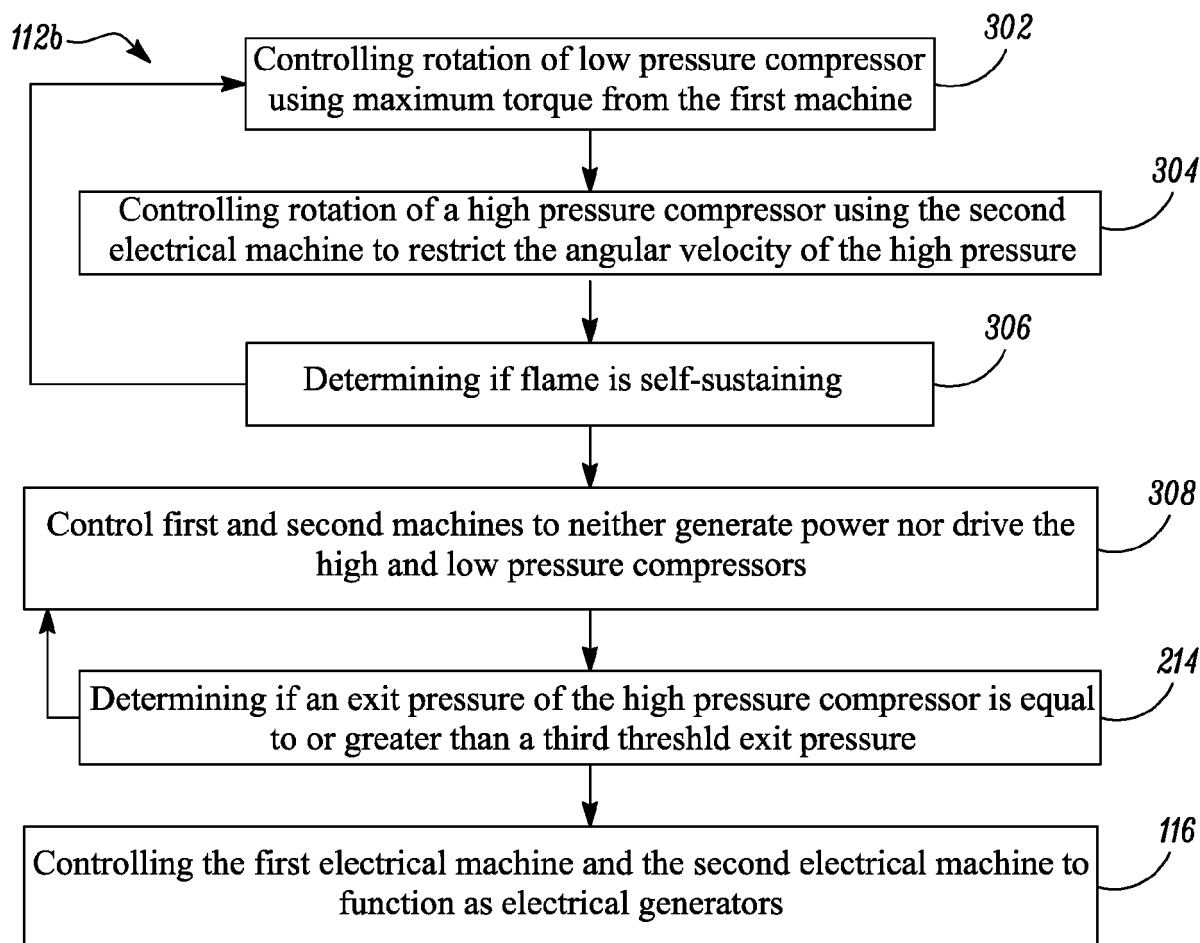 112b
302
Controlling rotation of low pressure compressor
using maximum torque from the first machine
304
Controlling rotation of a high pressure compressor using the second
electrical machine to restrict the angular velocity of the high pressure
306
Determining if flame is self-sustaining
308
Control first and second machines to neither generate power nor drive the
high and low pressure compressors
214
Determining if an exit pressure of the high pressure compressor is equal
to or greater than a third threshld exit pressure
116
Controlling the first electrical machine and the second electrical machine to
function as electrical generators